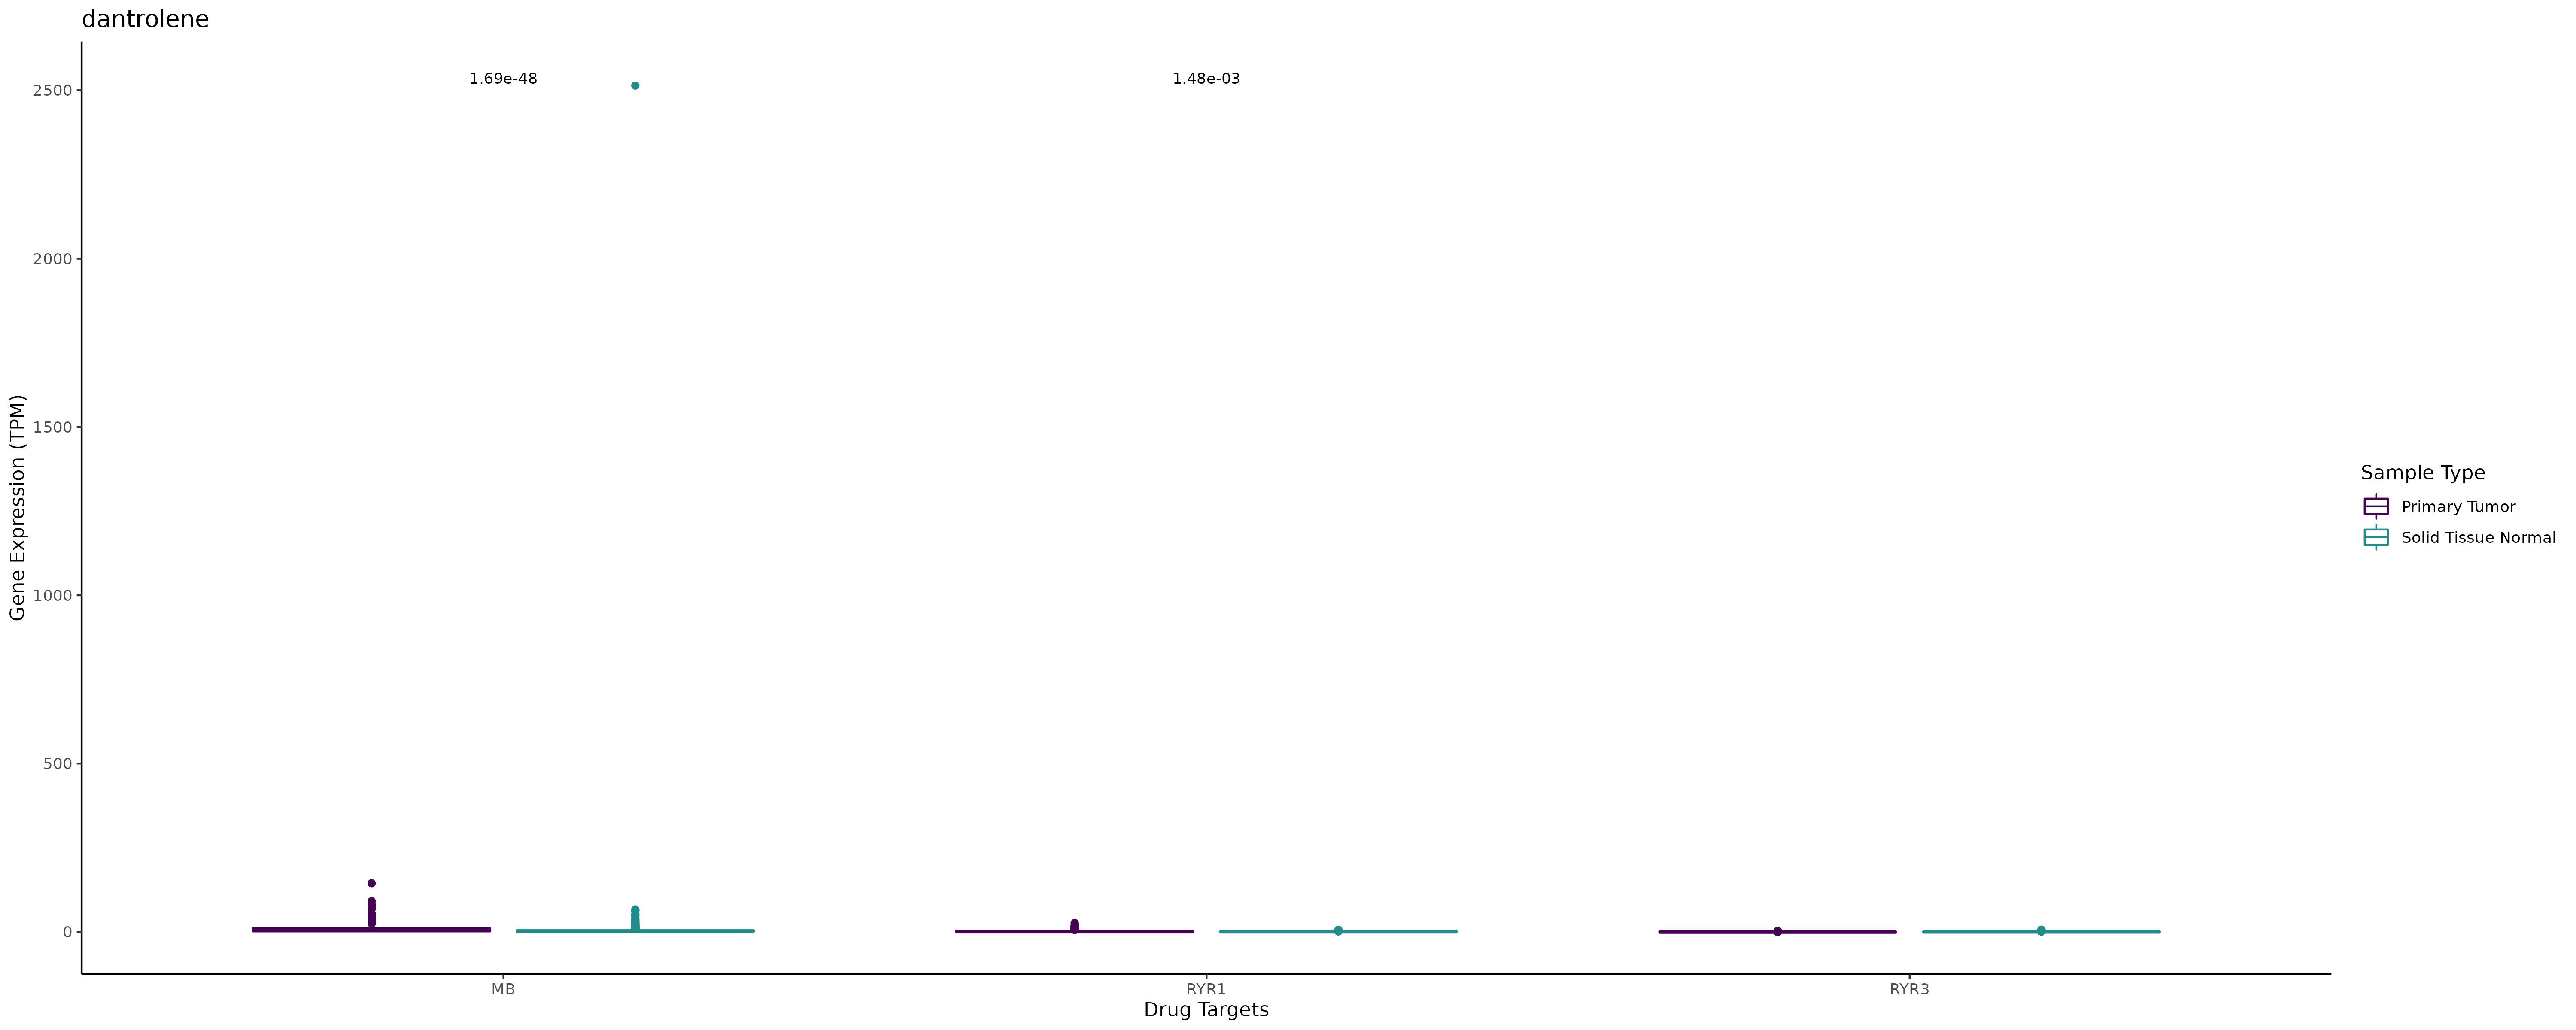 dantrolene
1.69e-48
1.48e-03
2500
2000
1500
1000
500
0
Gene Expression (TPM)
MB
RYR1
RYR3
Drug Targets
Sample Type
Primary Tumor
Solid Tissue Normal